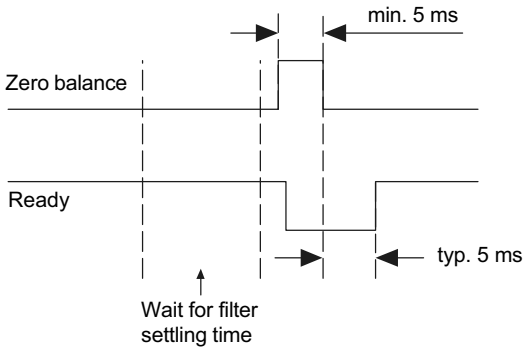 min. 5 ms
Zero balance
Ready
typ. 5 ms
Wait for filter
settling time